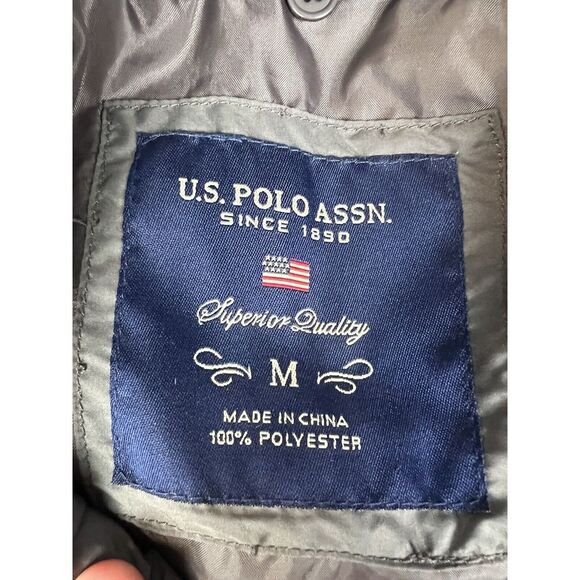 U.S. POLO ASSN.
SINCE 1890
Superior Quality
M
MADE IN CHINA
100% POLYESTER